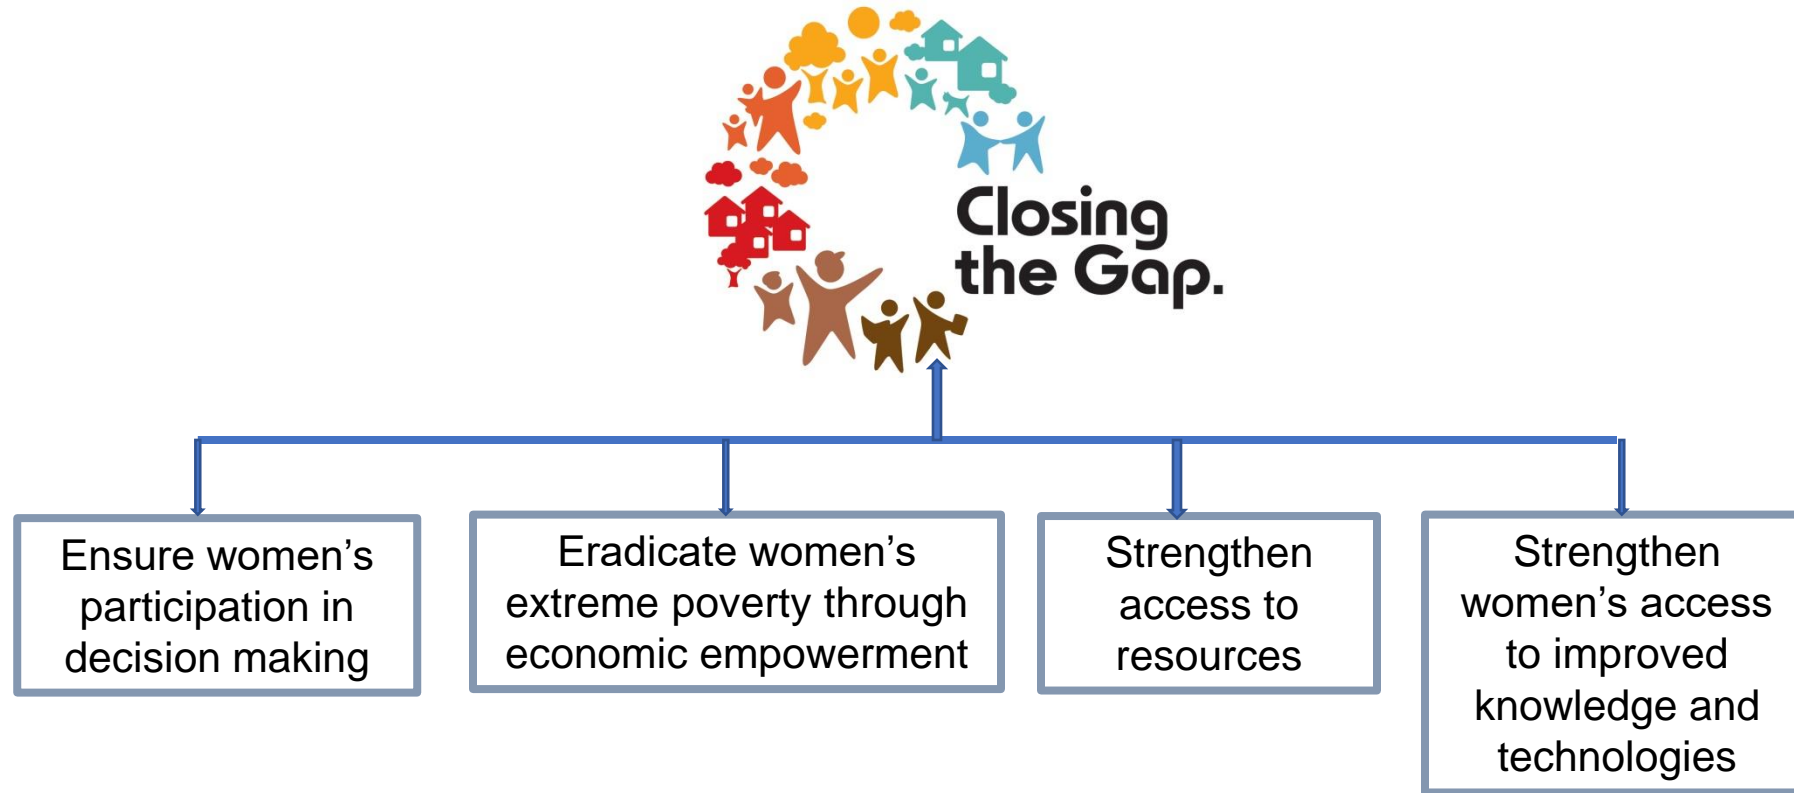 Closing
the Gap.
Ensure women’s
participation in
decision making
Eradicate women’s
extreme poverty through
economic empowerment
Strengthen
access to
resources
Strengthen
women’s access
to improved
knowledge and
technologies